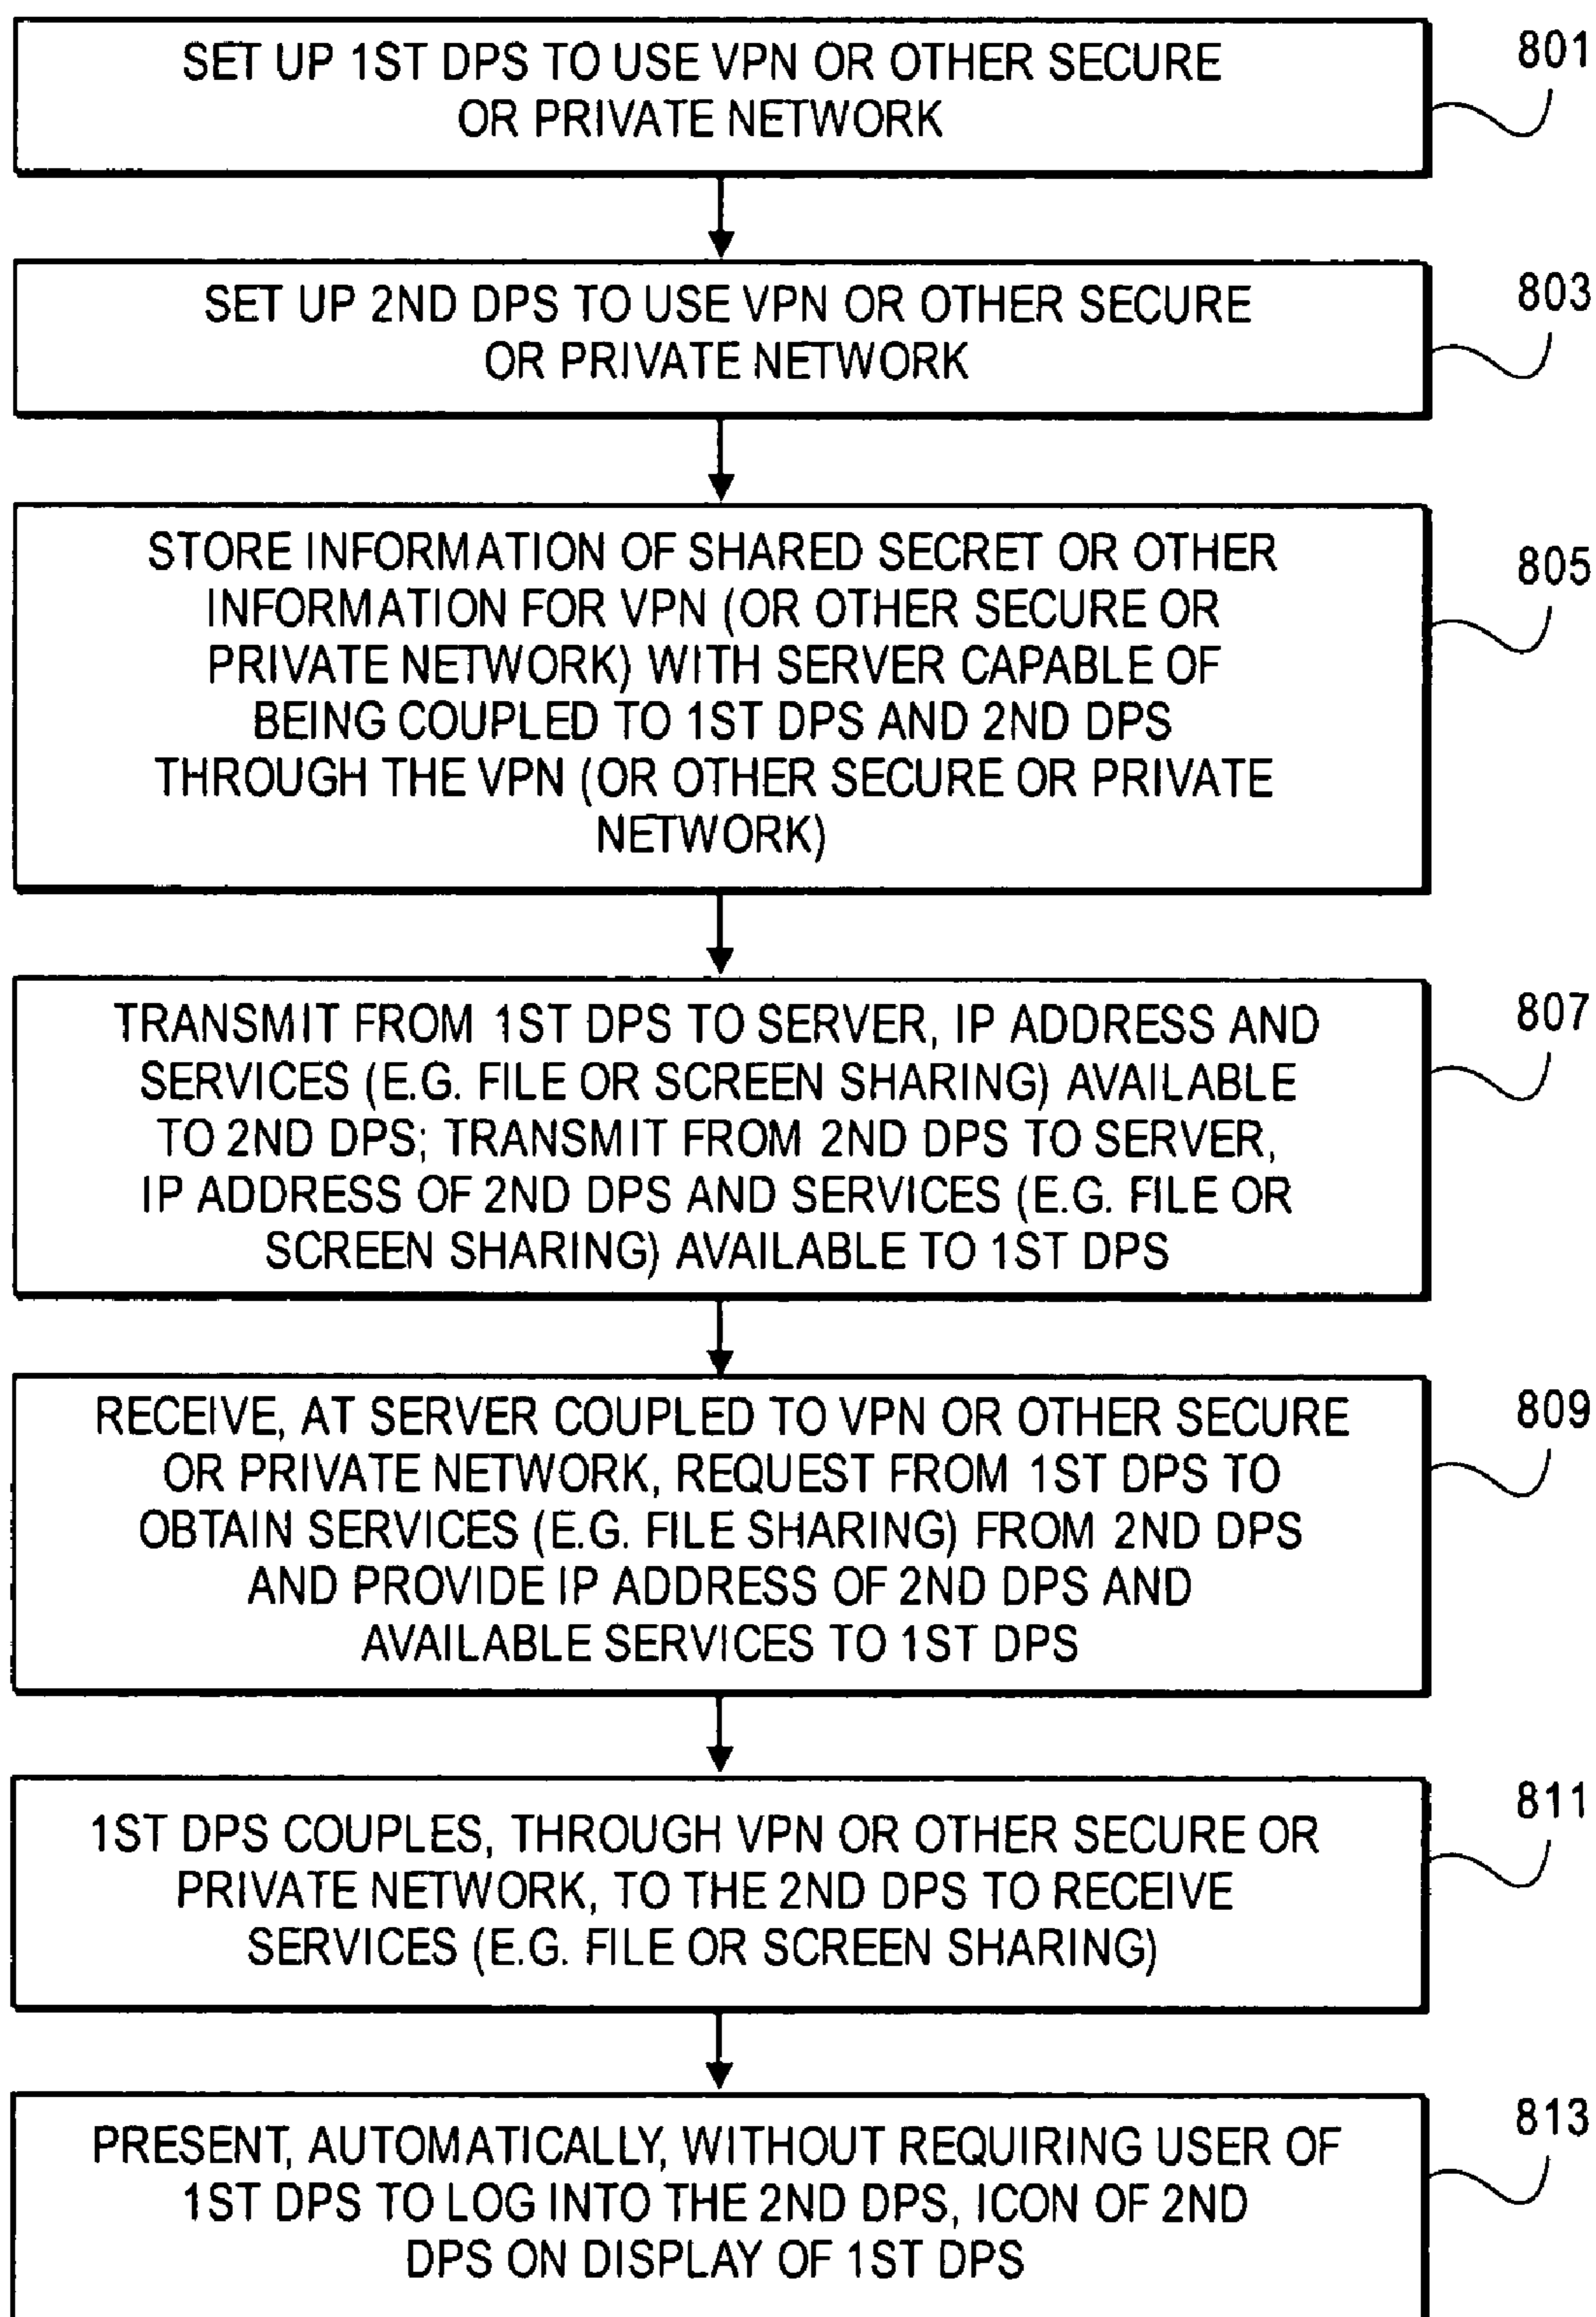 SET UP 1ST DPS TO USE VPN OR OTHER SECURE
OR PRIVATE NETWORK
801
SET UP 2ND DPS TO USE VPN OR OTHER SECURE
OR PRIVATE NETWORK
803
STORE INFORMATION OF SHARED SECRET OR OTHER
INFORMATION FOR VPN (OR OTHER SECURE OR
PRIVATE NETWORK) WITH SERVER CAPABLE OF
BEING COUPLED TO 1ST DPS AND 2ND DPS
THROUGH THE VPN (OR OTHER SECURE OR PRIVATE
NETWORK)
805
TRANSMIT FROM 1ST DPS TO SERVER, IP ADDRESS AND
SERVICES (E.G. FILE OR SCREEN SHARING) AVAILABLE
TO 2ND DPS; TRANSMIT FROM 2ND DPS TO SERVER,
IP ADDRESS OF 2ND DPS AND SERVICES (E.G. FILE OR
SCREEN SHARING) AVAILABLE TO 1ST DPS
807
RECEIVE, AT SERVER COUPLED TO VPN OR OTHER SECURE
OR PRIVATE NETWORK, REQUEST FROM 1ST DPS TO
OBTAIN SERVICES (E.G. FILE SHARING) FROM 2ND DPS
AND PROVIDE IP ADDRESS OF 2ND DPS AND
AVAILABLE SERVICES TO 1ST DPS
809
1ST DPS COUPLES, THROUGH VPN OR OTHER SECURE OR
PRIVATE NETWORK, TO THE 2ND DPS TO RECEIVE
SERVICES (E.G. FILE OR SCREEN SHARING)
811
PRESENT, AUTOMATICALLY, WITHOUT REQUIRING USER OF
1ST DPS TO LOG INTO THE 2ND DPS, ICON OF 2ND
DPS ON DISPLAY OF 1ST DPS
813